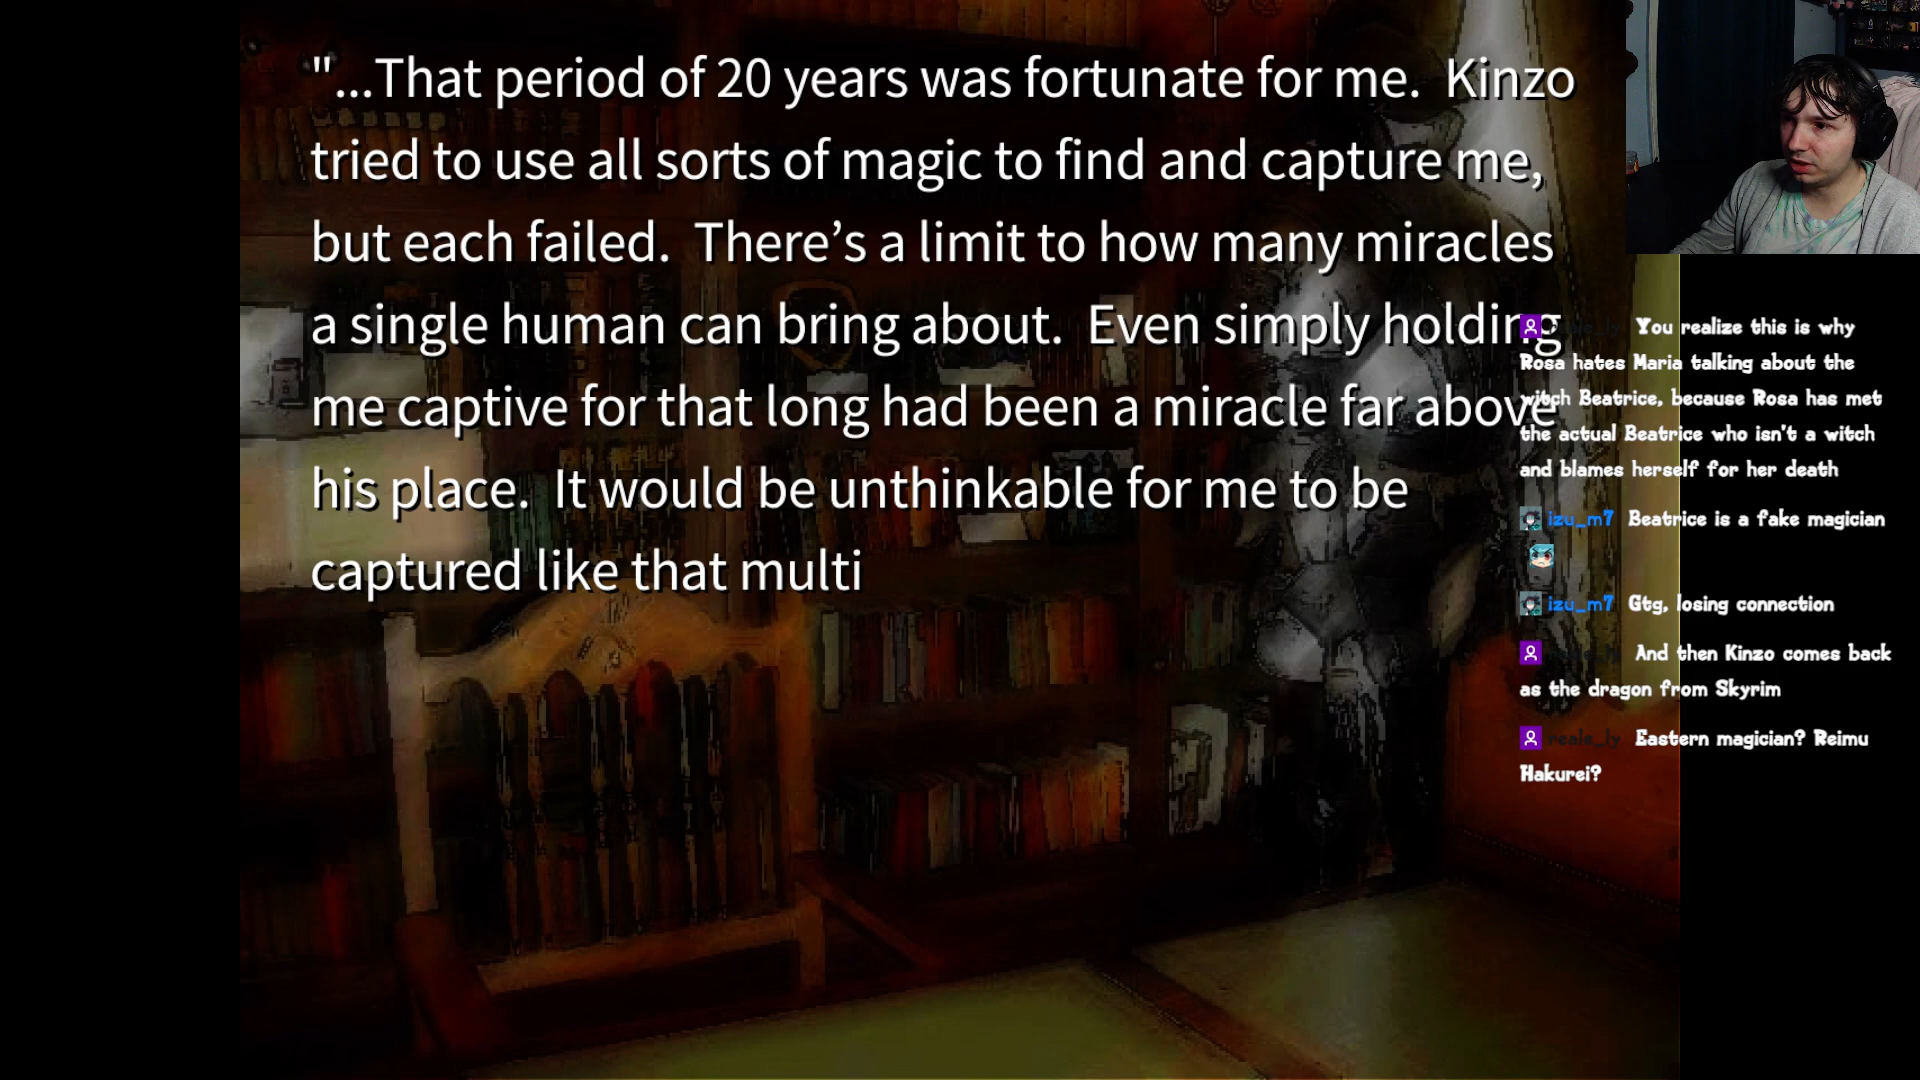 "...That period of 20 years was fortunate for me.  Kinzo
tried to use all sorts of magic to find and capture me,
but each failed.  There’s a limit to how many miracles
a single human can bring about.  Even simply holding
me captive for that long had been a miracle far above
his place.  It would be unthinkable for me to be
captured like that multi
You realize this is why
Rosa hates Maria talking about the
witch Beatrice, because Rosa has met
the actual Beatrice who isn't a witch
and blames herself for her death
izu_m7 Beatrice is a fake magician
izu_m7 Gtg, losing connection
And then Kinzo comes back
as the dragon from Skyrim
Eastern magician? Reimu
Hakurei?